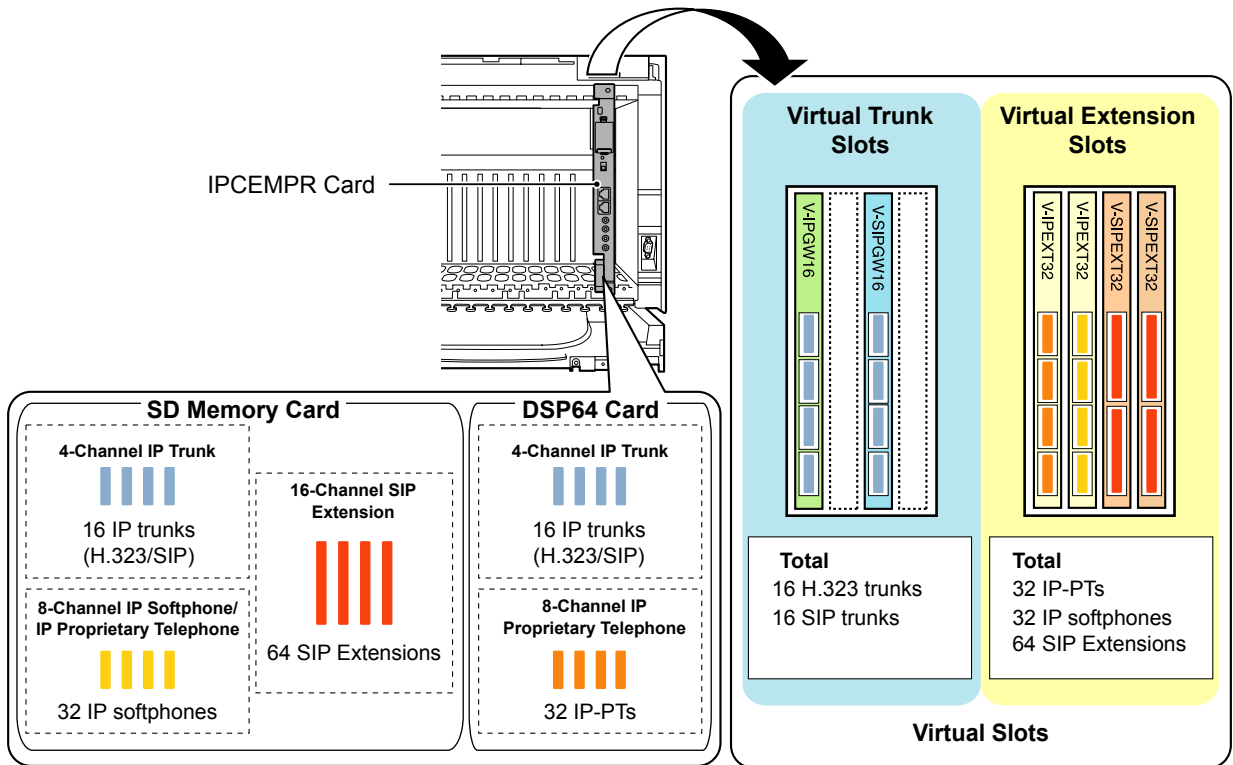 IPCEMPR Card
SD Memory Card
4-Channel IP Trunk
16 IP trunks
(H.323/SIP)
8-Channel IP Softphone/
IP Proprietary Telephone
32 IP softphones
16-Channel SIP
Extension
64 SIP Extensions
DSP64 Card
4-Channel IP Trunk
16 IP trunks
(H.323/SIP)
8-Channel IP
Proprietary Telephone
32 IP-PTs
Virtual Trunk
Slots
V-IPGW16
V-SIPGW16
Total
16 H.323 trunks
16 SIP trunks
Virtual Extension
Slots
V-IPEXT32
V-IPEXT32
V-SIPEXT32
V-SIPEXT32
Total
32 IP-PTs
32 IP softphones
64 SIP Extensions
Virtual Slots